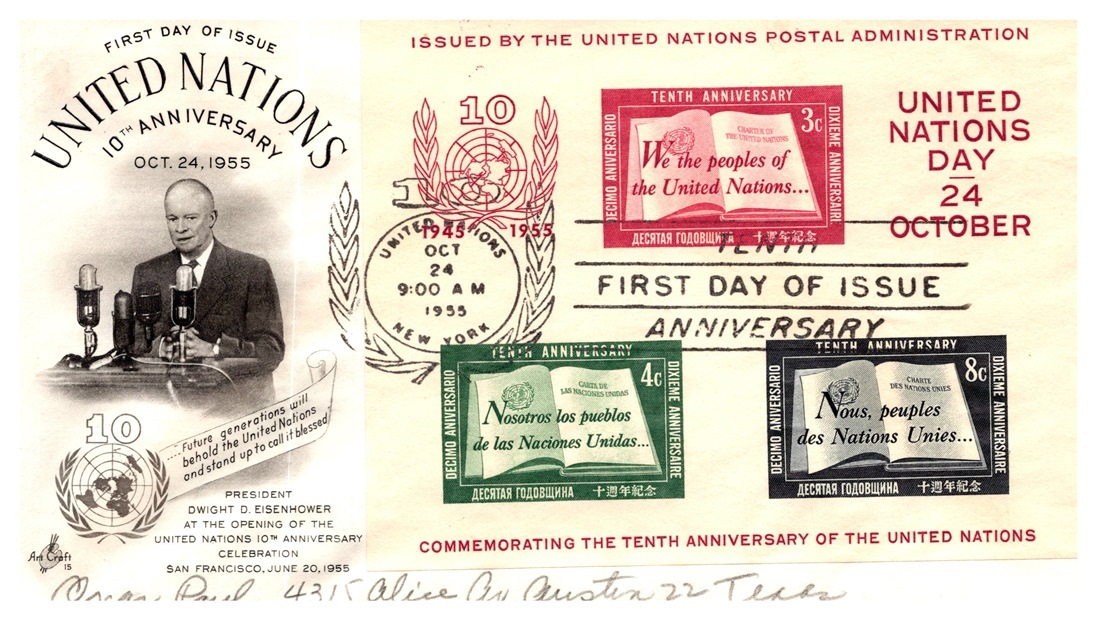 FIRST DAY OF ISSUE
UNITED NATIONS
10TH ANNIVERSARY
OCT. 24, 1955
10
....Future generations will
behold the United Nations
and stand up to call it blessed"
PRESIDENT
DWIGHT D. EISENHOWER
AT THE OPENING OF THE
UNITED NATIONS 10TH ANNIVERSARY
CELEBRATION
SAN FRANCISCO, JUNE 20, 1955
Art Craft
15
ISSUED BY THE UNITED NATIONS POSTAL ADMINISTRATION
10
1945 1955
UNITED NATIONS
OCT
24
9:00 AM
1955
NEW YORK
TENTH ANNIVERSARY
3c
CHARTER OF
THE UNITED NATIONS
We the peoples of
the United Nations...
DECIMO ANIVERSARIO
DIXIEME ANNIVERSAIRE
ДЕСЯТАЯ ГОДОВЩИНА 十週年紀念
UNITED
NATIONS
DAY
24
OCTOBER
TENTH
FIRST DAY OF ISSUE
ANNIVERSARY
TENTH ANNIVERSARY
4c
CARTA DE
LAS NACIONES UNIDAS
Nosotros los pueblos
de las Naciones Unidas...
DECIMO ANIVERSARIO
DIXIEME ANNIVERSAIRE
ДЕСЯТАЯ ГОДОВЩИНА 十週年紀念
TENTH ANNIVERSARY
8c
CHARTE
DES NATIONS UNIES
Nous, peuples
des Nations Unies...
DECIMO ANIVERSARIO
DIXIEME ANNIVERSAIRE
ДЕСЯТАЯ ГОДОВЩИНА 十週年紀念
COMMEMORATING THE TENTH ANNIVERSARY OF THE UNITED NATIONS
Oscar Paul 4315 Alice Av Austin 22 Texas